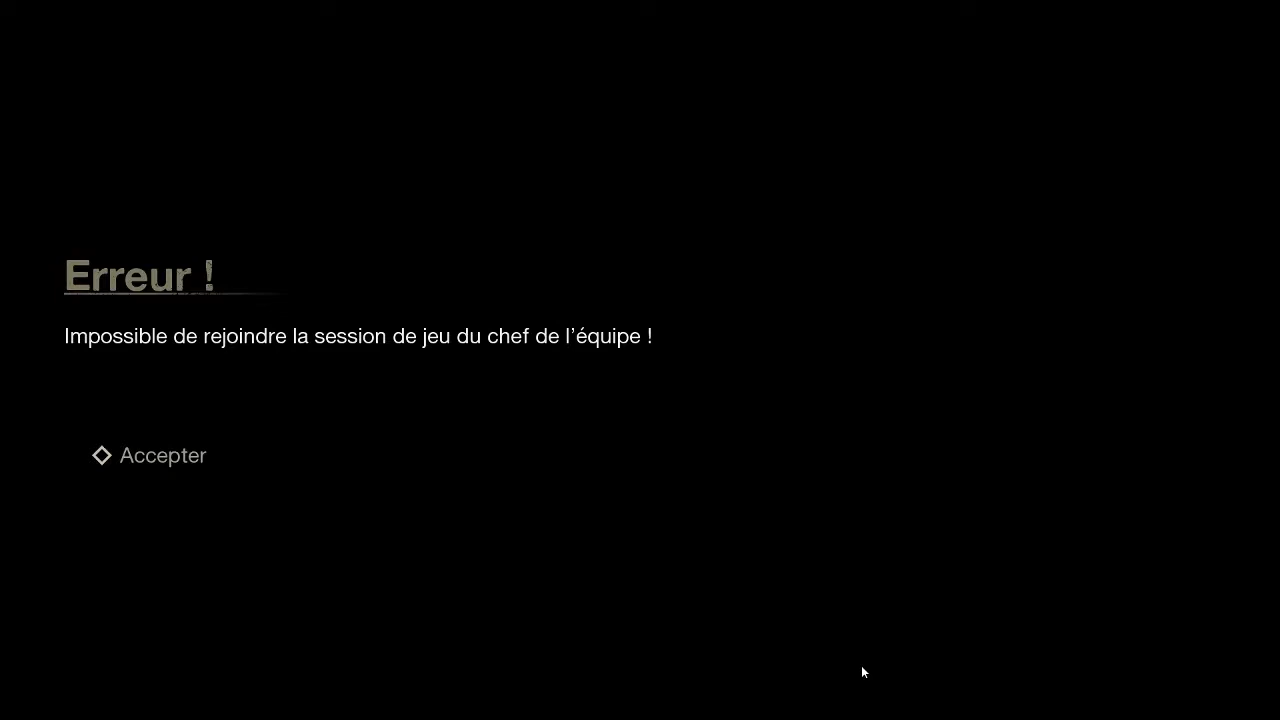 Erreur !
Impossible de rejoindre la session de jeu du chef de l’équipe !
Accepter